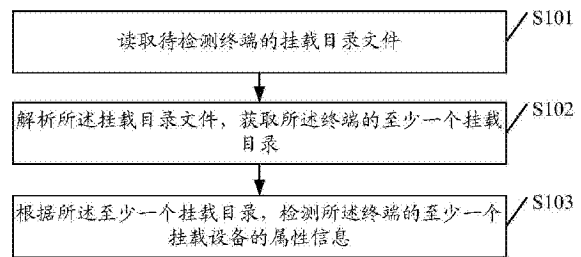 S101
读取待检测终端的挂载目录文件
S102
解析所述挂载目录文件，获取所述终端的至少一个挂载
目录
S103
根据所述至少一个挂载目录，检测所述终端的至少一个
挂载设备的属性信息